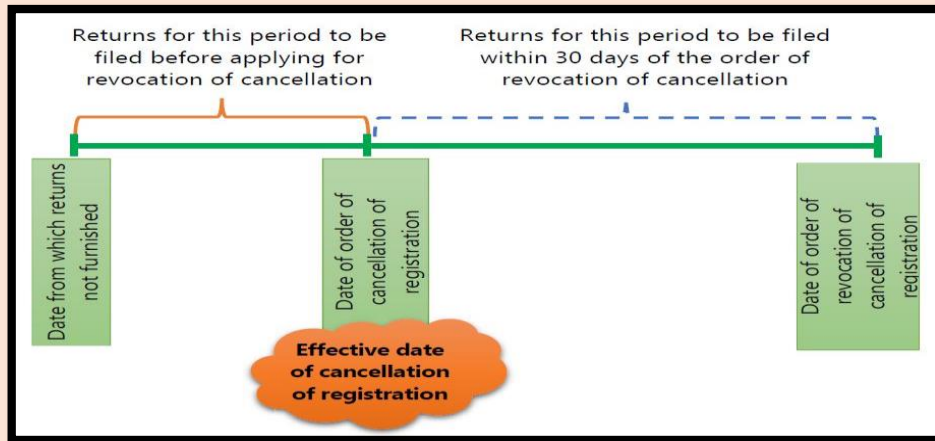 Returns for this period to be
filed before applying for
revocation of cancellation
Returns for this period to be filed
within 30 days of the order of
revocation of cancellation
Date from which returns
not furnished
Date of order of
cancellation of
registration
Date of order of
revocation of
cancellation of
registration
Effective date
of cancellation
of registration